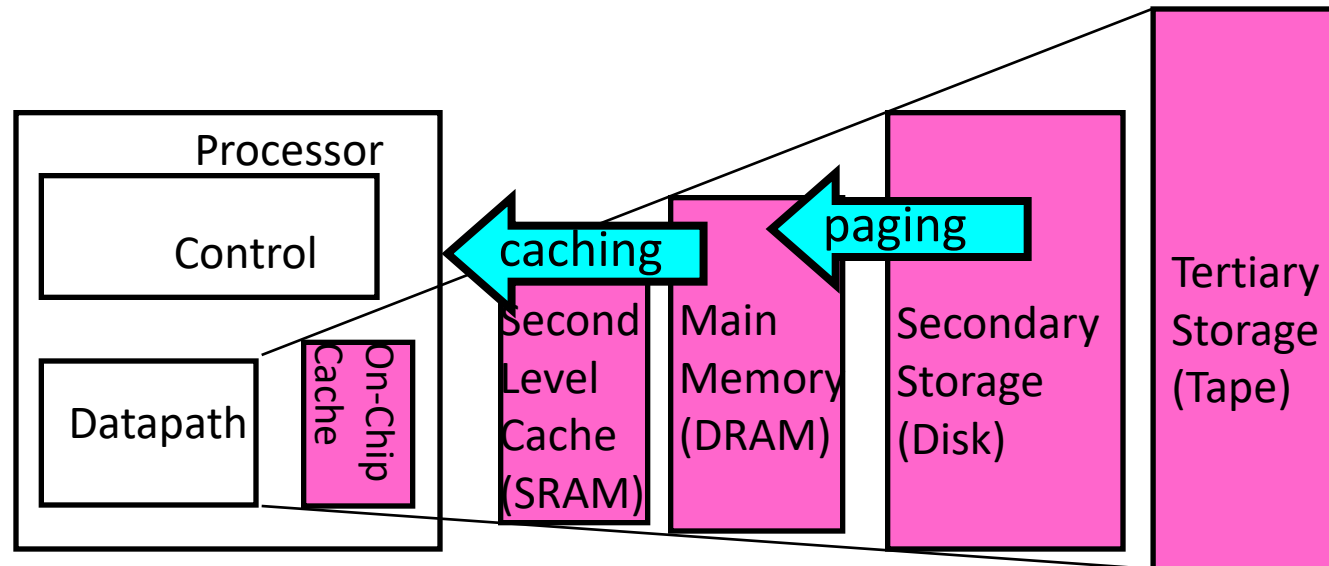 Processor
Control
Datapath
On-Chip
Cache
caching
Second
Level
Cache
(SRAM)
paging
Main
Memory
(DRAM)
Secondary
Storage
(Disk)
Tertiary
Storage
(Tape)